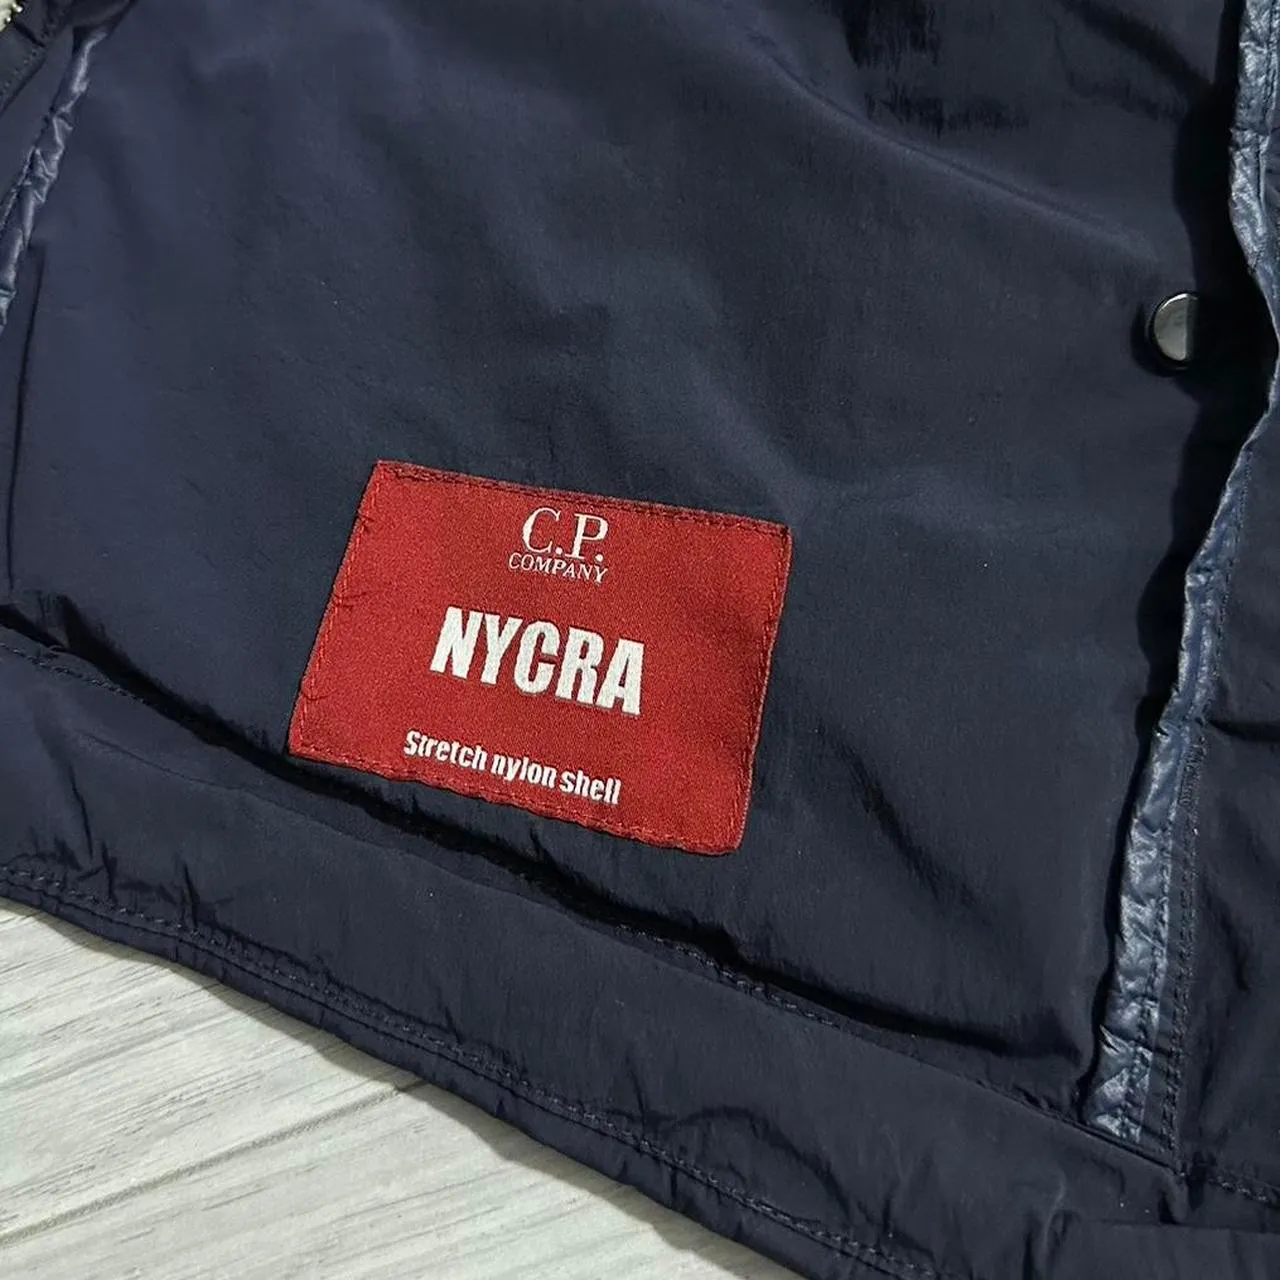 C.P.
COMPANY
NYCRA
Stretch nylon shell